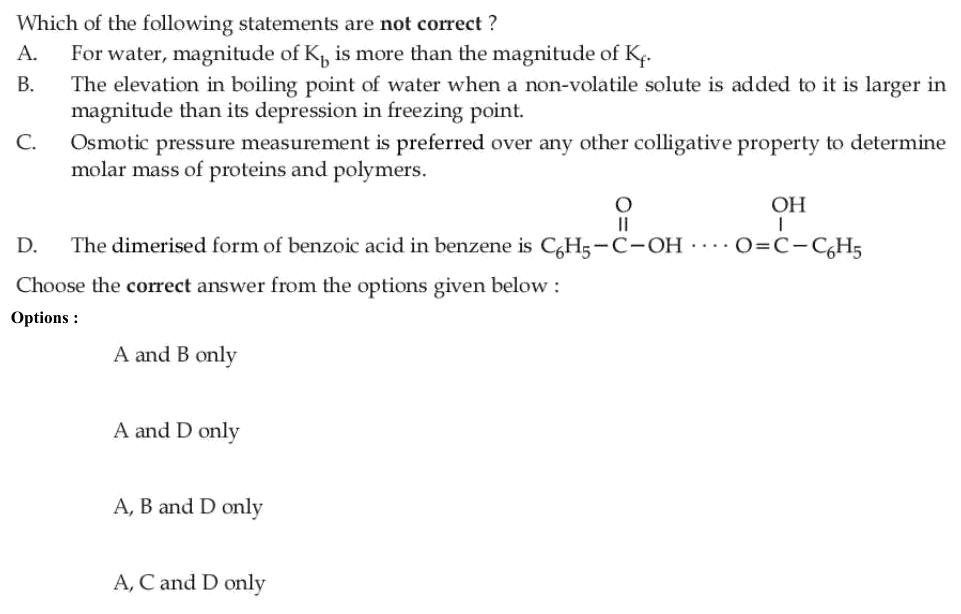 Which of the following statements are not correct ?
A. For water, magnitude of K_b is more than the magnitude of K_f.
B. The elevation in boiling point of water when a non-volatile solute is added to it is larger in
magnitude than its depression in freezing point.
C. Osmotic pressure measurement is preferred over any other colligative property to determine
molar mass of proteins and polymers.
O OH
|| |
D. The dimerised form of benzoic acid in benzene is C₆H₅−C−OH ···· O=C−C₆H₅
Choose the correct answer from the options given below :
Options :
A and B only
A and D only
A, B and D only
A, C and D only